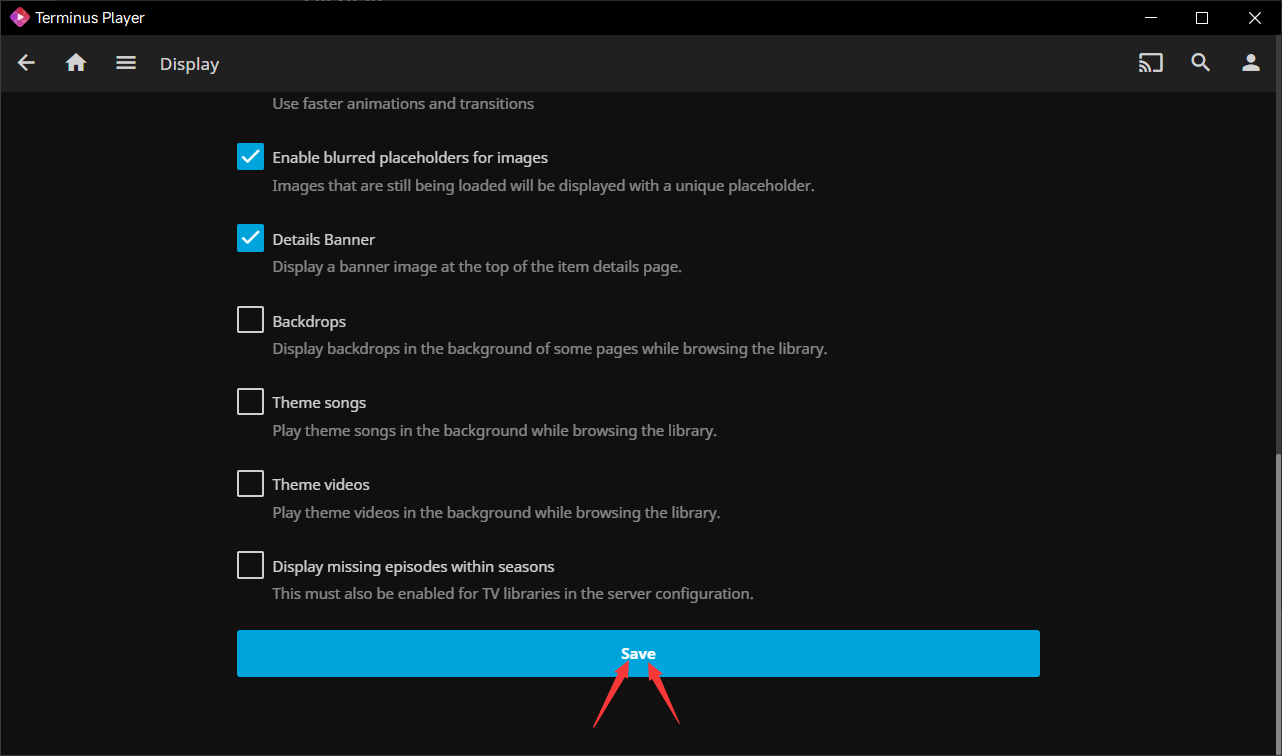 Terminus Player
Display
Use faster animations and transitions
Enable blurred placeholders for images
Images that are still being loaded will be displayed with a unique placeholder.
Details Banner
Display a banner image at the top of the item details page.
Backdrops
Display backdrops in the background of some pages while browsing the library.
Theme songs
Play theme songs in the background while browsing the library.
Theme videos
Play theme videos in the background while browsing the library.
Display missing episodes within seasons
This must also be enabled for TV libraries in the server configuration.
Save